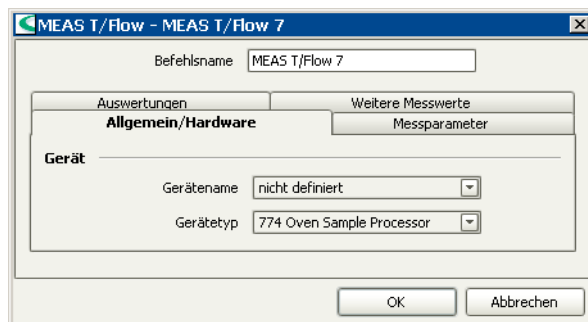 MEAS T/Flow - MEAS T/Flow 7
Befehlsname MEAS T/Flow 7
Auswertungen Weitere Messwerte
Allgemein/Hardware Messparameter
Gerät
Gerätename nicht definiert
Gerätetyp 774 Oven Sample Processor
OK Abbrechen